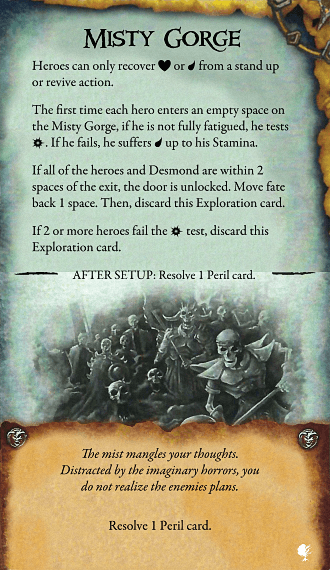 Misty Gorge
Heroes can only recover or from a stand up
or revive action.
The first time each hero enters an empty space on
the Misty Gorge, if he is not fully fatigued, he tests
. If he fails, he suffers up to his Stamina.
If all of the heroes and Desmond are within 2
spaces of the exit, the door is unlocked. Move fate
back 1 space. Then, discard this Exploration card.
If 2 or more heroes fail the test, discard this
Exploration card.
AFTER SETUP: Resolve 1 Peril card.
The mist mangles your thoughts.
Distracted by the imaginary horrors, you
do not realize the enemies plans.
Resolve 1 Peril card.